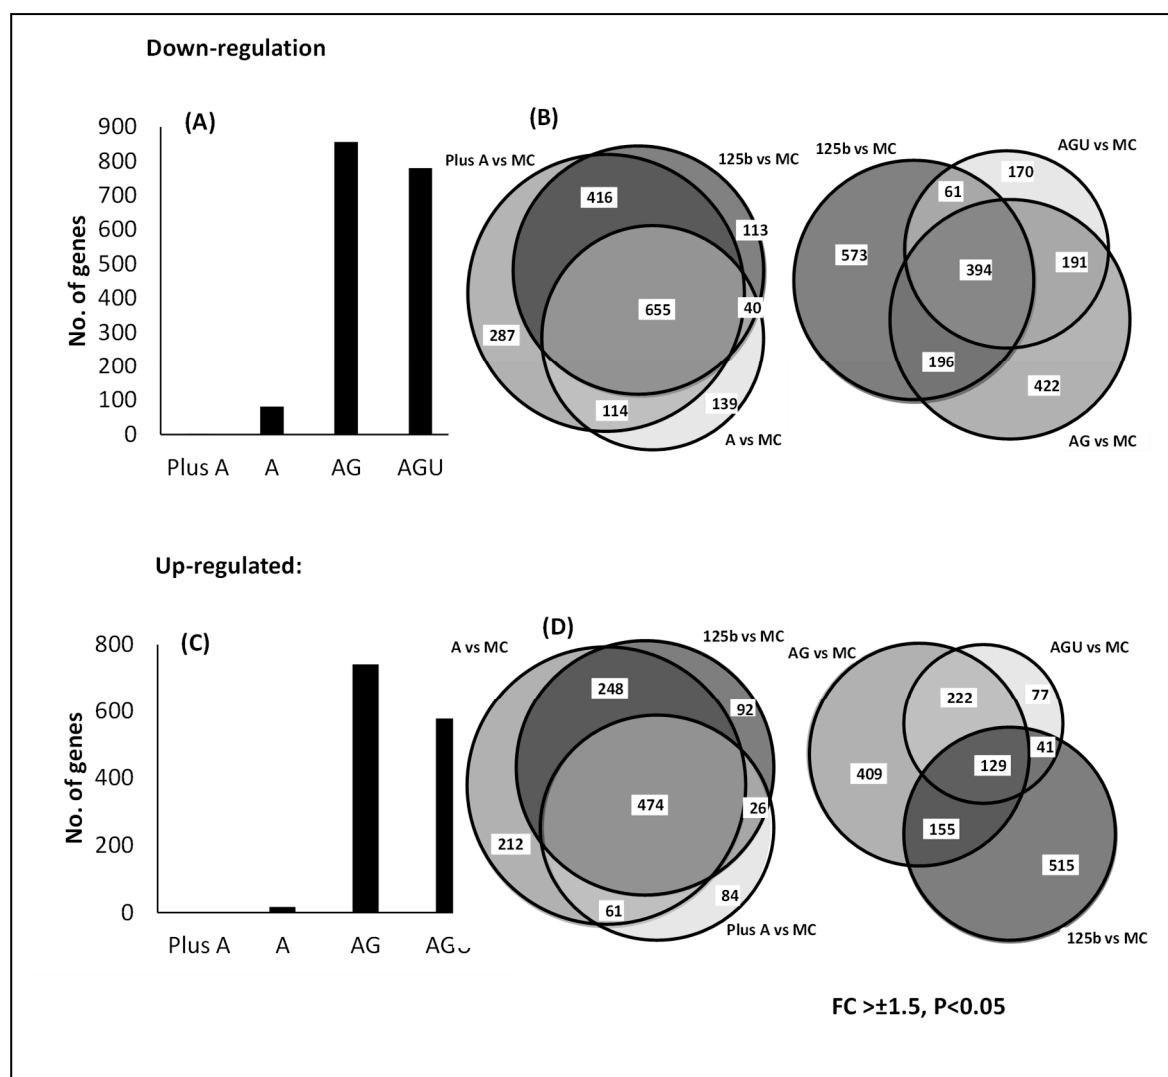 Down-regulation
(A)
900
800
700
600
500
400
300
200
100
0
No. of genes
Plus A A AG AGU
(B)
Plus A vs MC
125b vs MC
416
113
655
40
287
114
139
A vs MC
125b vs MC
AGU vs MC
170
61
573
394
191
196
422
AG vs MC
Up-regulated:
(C)
800
600
400
200
0
No. of genes
Plus A A AG
(D)
A vs MC
125b vs MC
248
92
474
26
212
61
84
Plus A vs MC
AG vs MC
AGU vs MC
222
77
41
129
409
155
515
125b vs MC
FC >±1.5, P<0.05